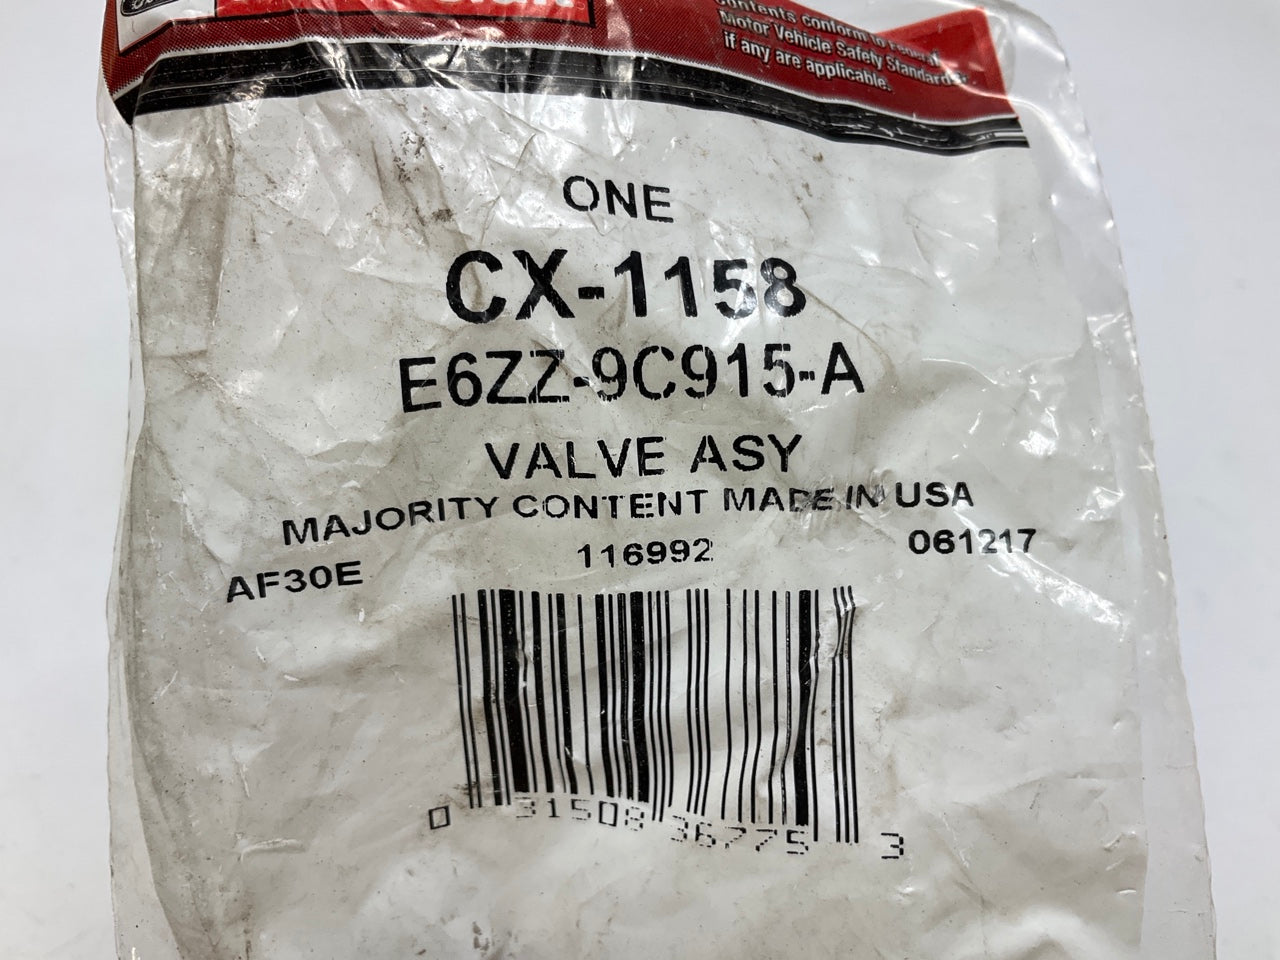 contents conform to Federal
Motor Vehicle Safety Standards
if any are applicable.
ONE
CX-1158
E6ZZ-9C915-A
VALVE ASY
MAJORITY CONTENT MADE IN USA
AF30E 116992 061217
0 31508 36775 3